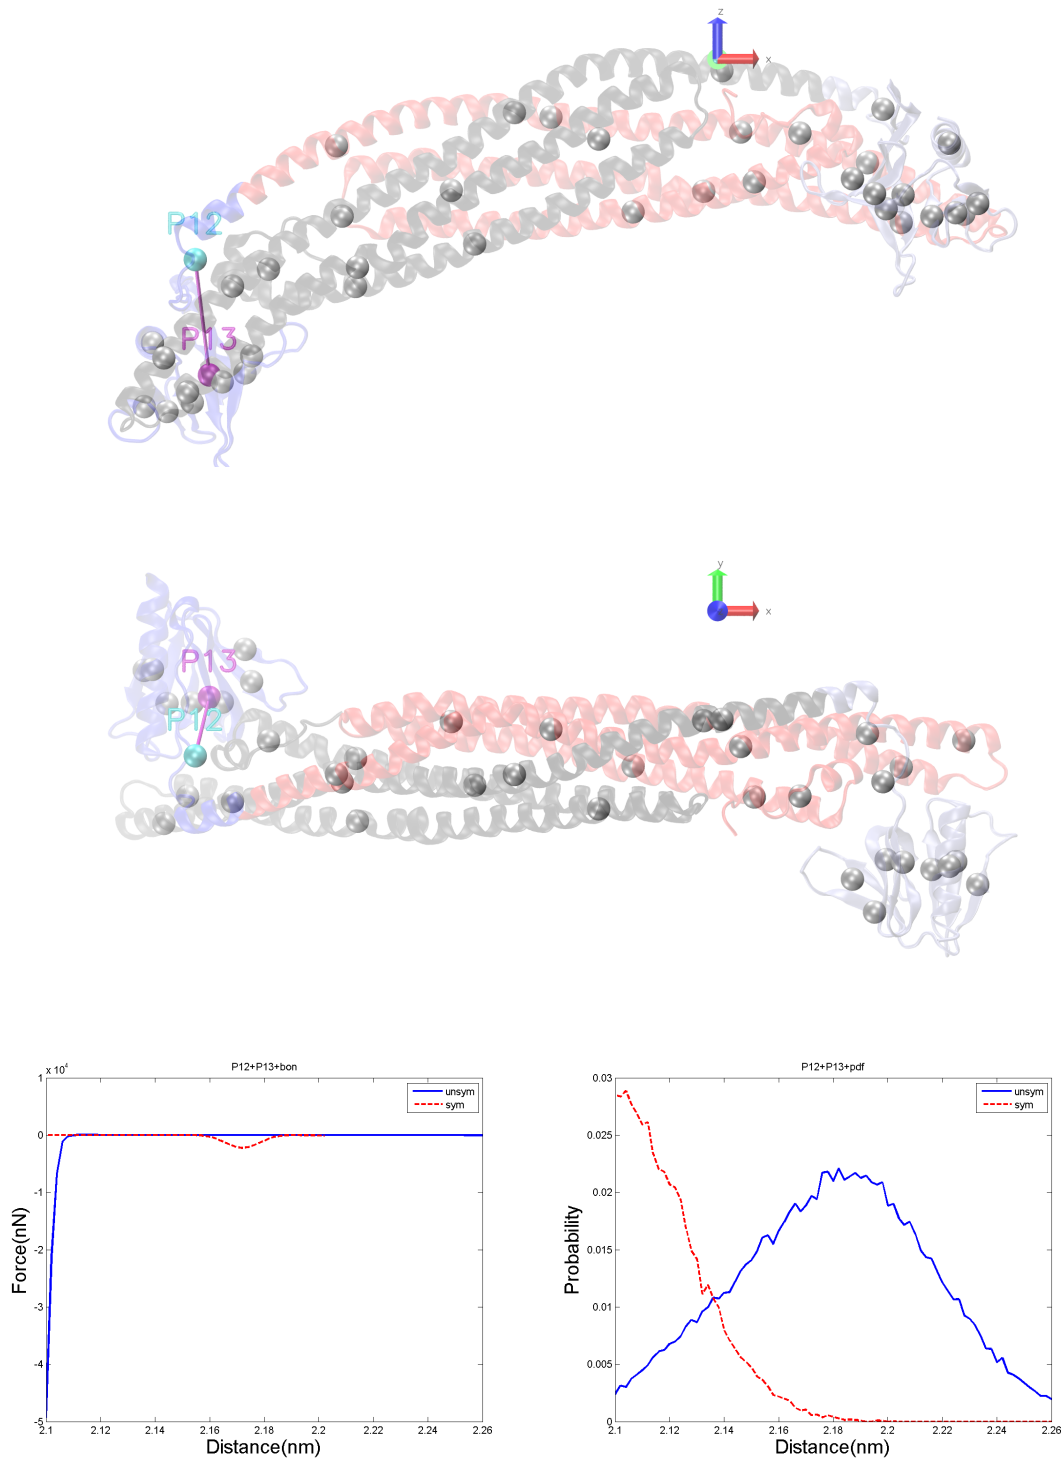 z
x
P12
P13
y
x
P13
P12
P12+P13+bon
x 10⁴
1
0
-1
-2
-3
-4
-5
Force(nN)
unsym
sym
2.1 2.12 2.14 2.16 2.18 2.2 2.22 2.24 2.26
Distance(nm)
P12+P13+pdf
0.03
0.025
0.02
0.015
0.01
0.005
0
Probability
unsym
sym
2.1 2.12 2.14 2.16 2.18 2.2 2.22 2.24 2.26
Distance(nm)